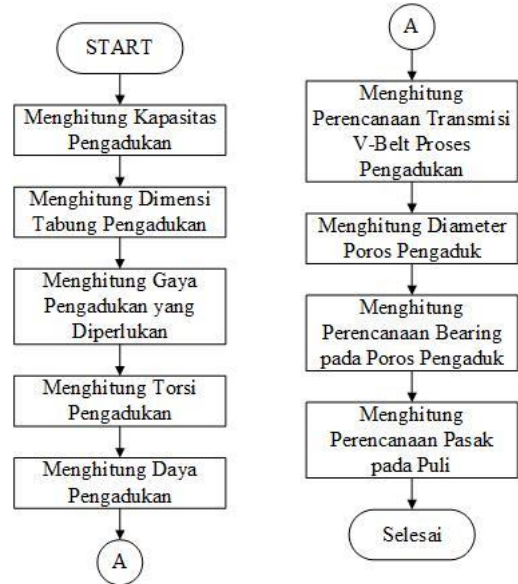 START
Menghitung Kapasitas
Pengadukan
Menghitung Dimensi
Tabung Pengadukan
Menghitung Gaya
Pengadukan yang
Diperlukan
Menghitung Torsi
Pengadukan
Menghitung Daya
Pengadukan
A
A
Menghitung
Perencanaan Transmisi
V-Belt Proses
Pengadukan
Menghitung Diameter
Poros Pengaduk
Menghitung
Perencanaan Bearing
pada Poros Pengaduk
Menghitung
Perencanaan Pasak
pada Puli
Selesai